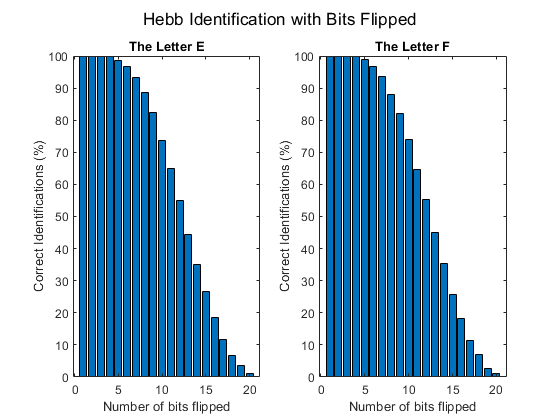 Hebb Identification with Bits Flipped
The Letter E
Correct Identifications (%)
100
90
80
70
60
50
40
30
20
10
0
0 5 10 15 20
Number of bits flipped
The Letter F
Correct Identifications (%)
100
90
80
70
60
50
40
30
20
10
0
0 5 10 15 20
Number of bits flipped